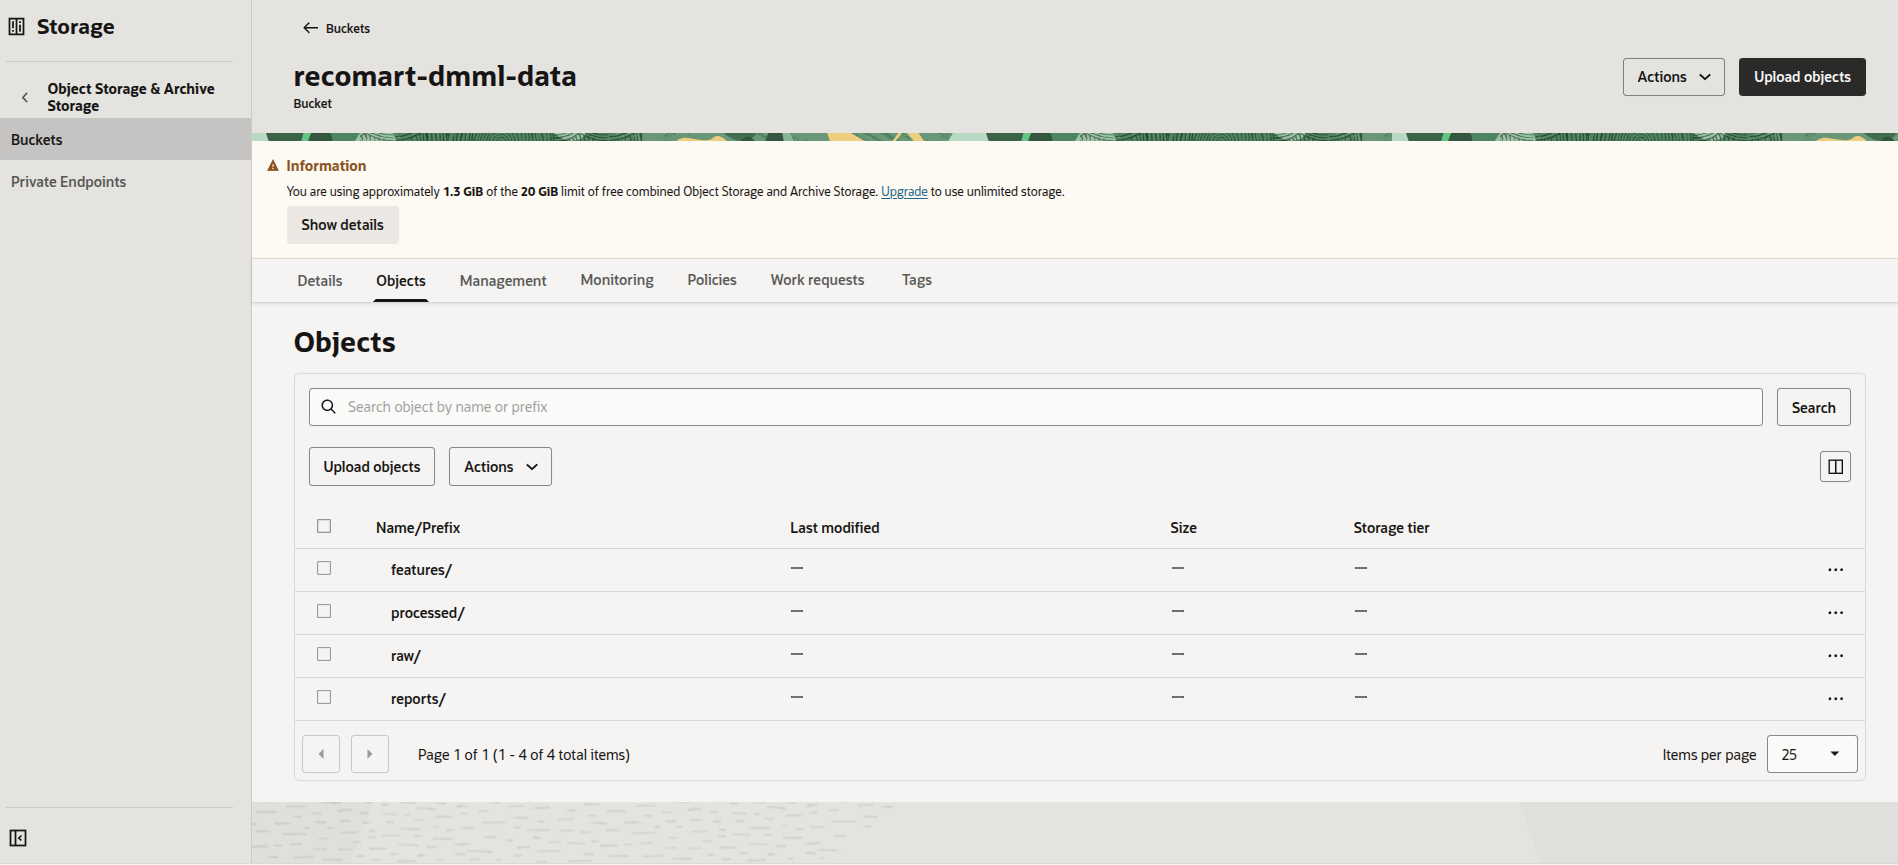 Storage
Object Storage & Archive
Storage
Buckets
Private Endpoints
Buckets
recomart-dmml-data
Bucket
Actions
Upload objects
Information
You are using approximately 1.3 GiB of the 20 GiB limit of free combined Object Storage and Archive Storage. Upgrade to use unlimited storage.
Show details
Details Objects Management Monitoring Policies Work requests Tags
Objects
Search object by name or prefix
Search
Upload objects Actions
Name/Prefix Last modified Size Storage tier
features/ — — — ...
processed/ — — — ...
raw/ — — — ...
reports/ — — — ...
Page 1 of 1 (1 - 4 of 4 total items) Items per page 25